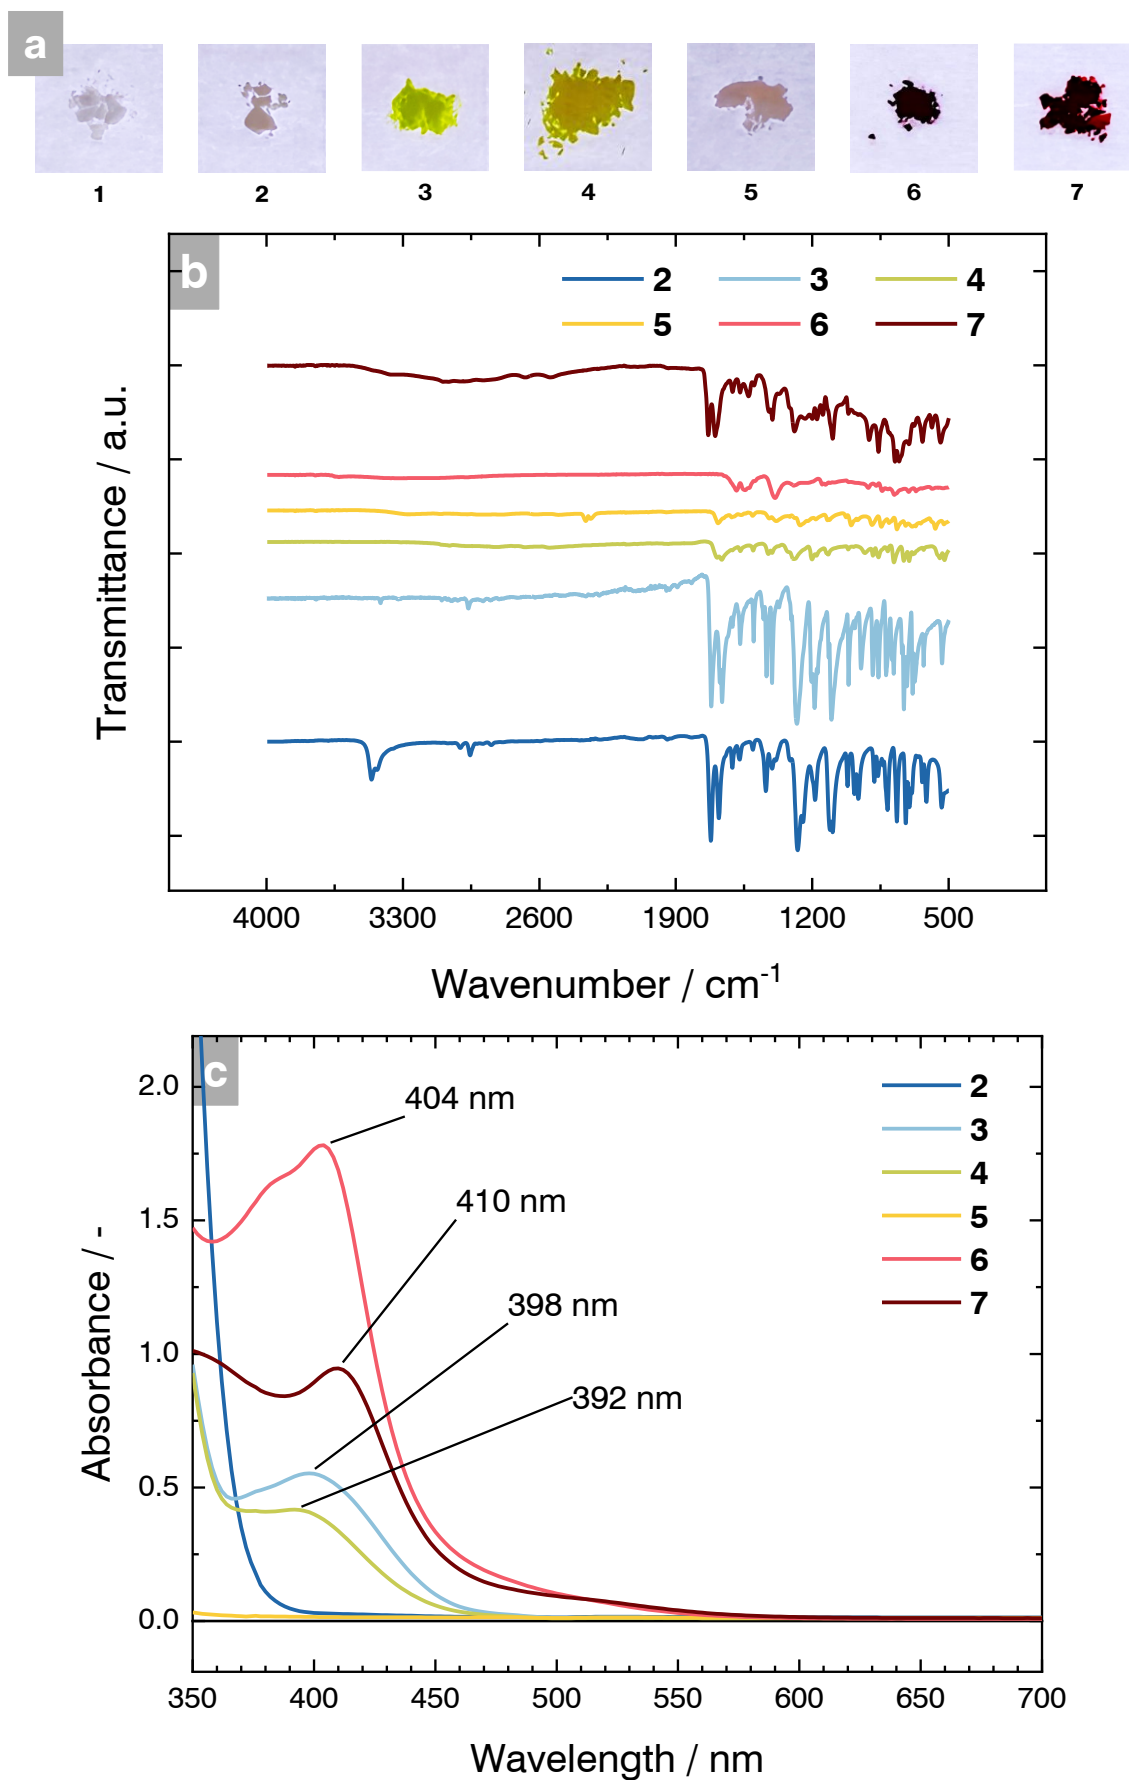 a
1 2 3 4 5 6 7
b
2 3 4
5 6 7
Transmittance / a.u.
4000 3300 2600 1900 1200 500
Wavenumber / cm-1
c
2
3
4
5
6
7
404 nm
410 nm
398 nm
392 nm
2.0
1.5
1.0
0.5
0.0
Absorbance / -
350 400 450 500 550 600 650 700
Wavelength / nm